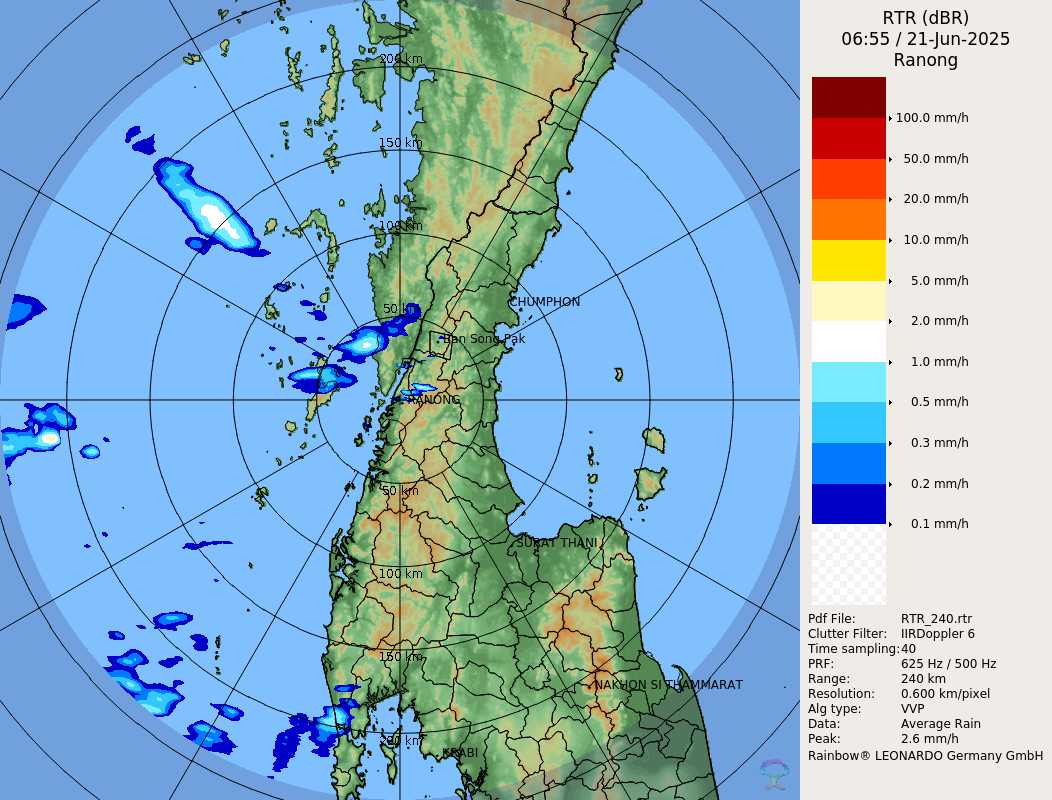 RTR (dBR)
06:55 / 21-Jun-2025
Ranong
100.0 mm/h
50.0 mm/h
20.0 mm/h
10.0 mm/h
5.0 mm/h
2.0 mm/h
1.0 mm/h
0.5 mm/h
0.3 mm/h
0.2 mm/h
0.1 mm/h
Pdf File: RTR_240.rtr
Clutter Filter: IIRDoppler 6
Time sampling: 40
PRF: 625 Hz / 500 Hz
Range: 240 km
Resolution: 0.600 km/pixel
Alg type: VVP
Data: Average Rain
Peak: 2.6 mm/h
Rainbow® LEONARDO Germany GmbH
200 km
150 km
100 km
50 km
CHUMPHON
Ban Song Pak
RANONG
50 km
SURAT THANI
100 km
150 km
NAKHON SI THAMMARAT
200 km
KRABI